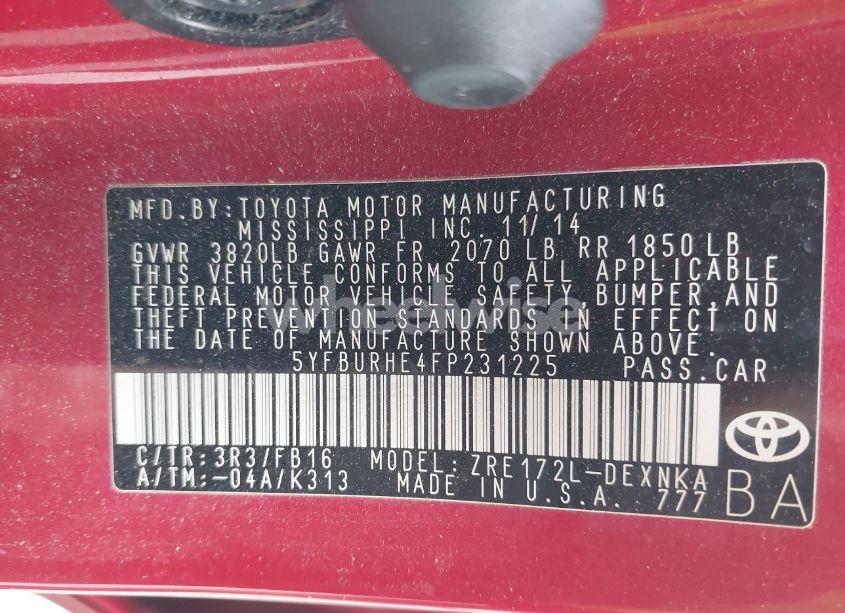 MFD.BY:TOYOTA MOTOR MANUFACTURING
MISSISSIPPI INC. 11/14
GVWR 3820LB GAWR FR 2070 LB RR 1850LB
THIS VEHICLE CONFORMS TO ALL APPLICABLE
FEDERAL MOTOR VEHICLE SAFETY, BUMPER,AND
THEFT PREVENTION STANDARDS IN EFFECT ON
THE DATE OF MANUFACTURE SHOWN ABOVE.
5YFBURHE4FP231225 PASS.CAR
C/TR:3R3/FB16 MODEL:ZRE172L-DEXNKA
A/TM:-04A/K313 MADE IN U.S.A. 777
BA
wheelwise